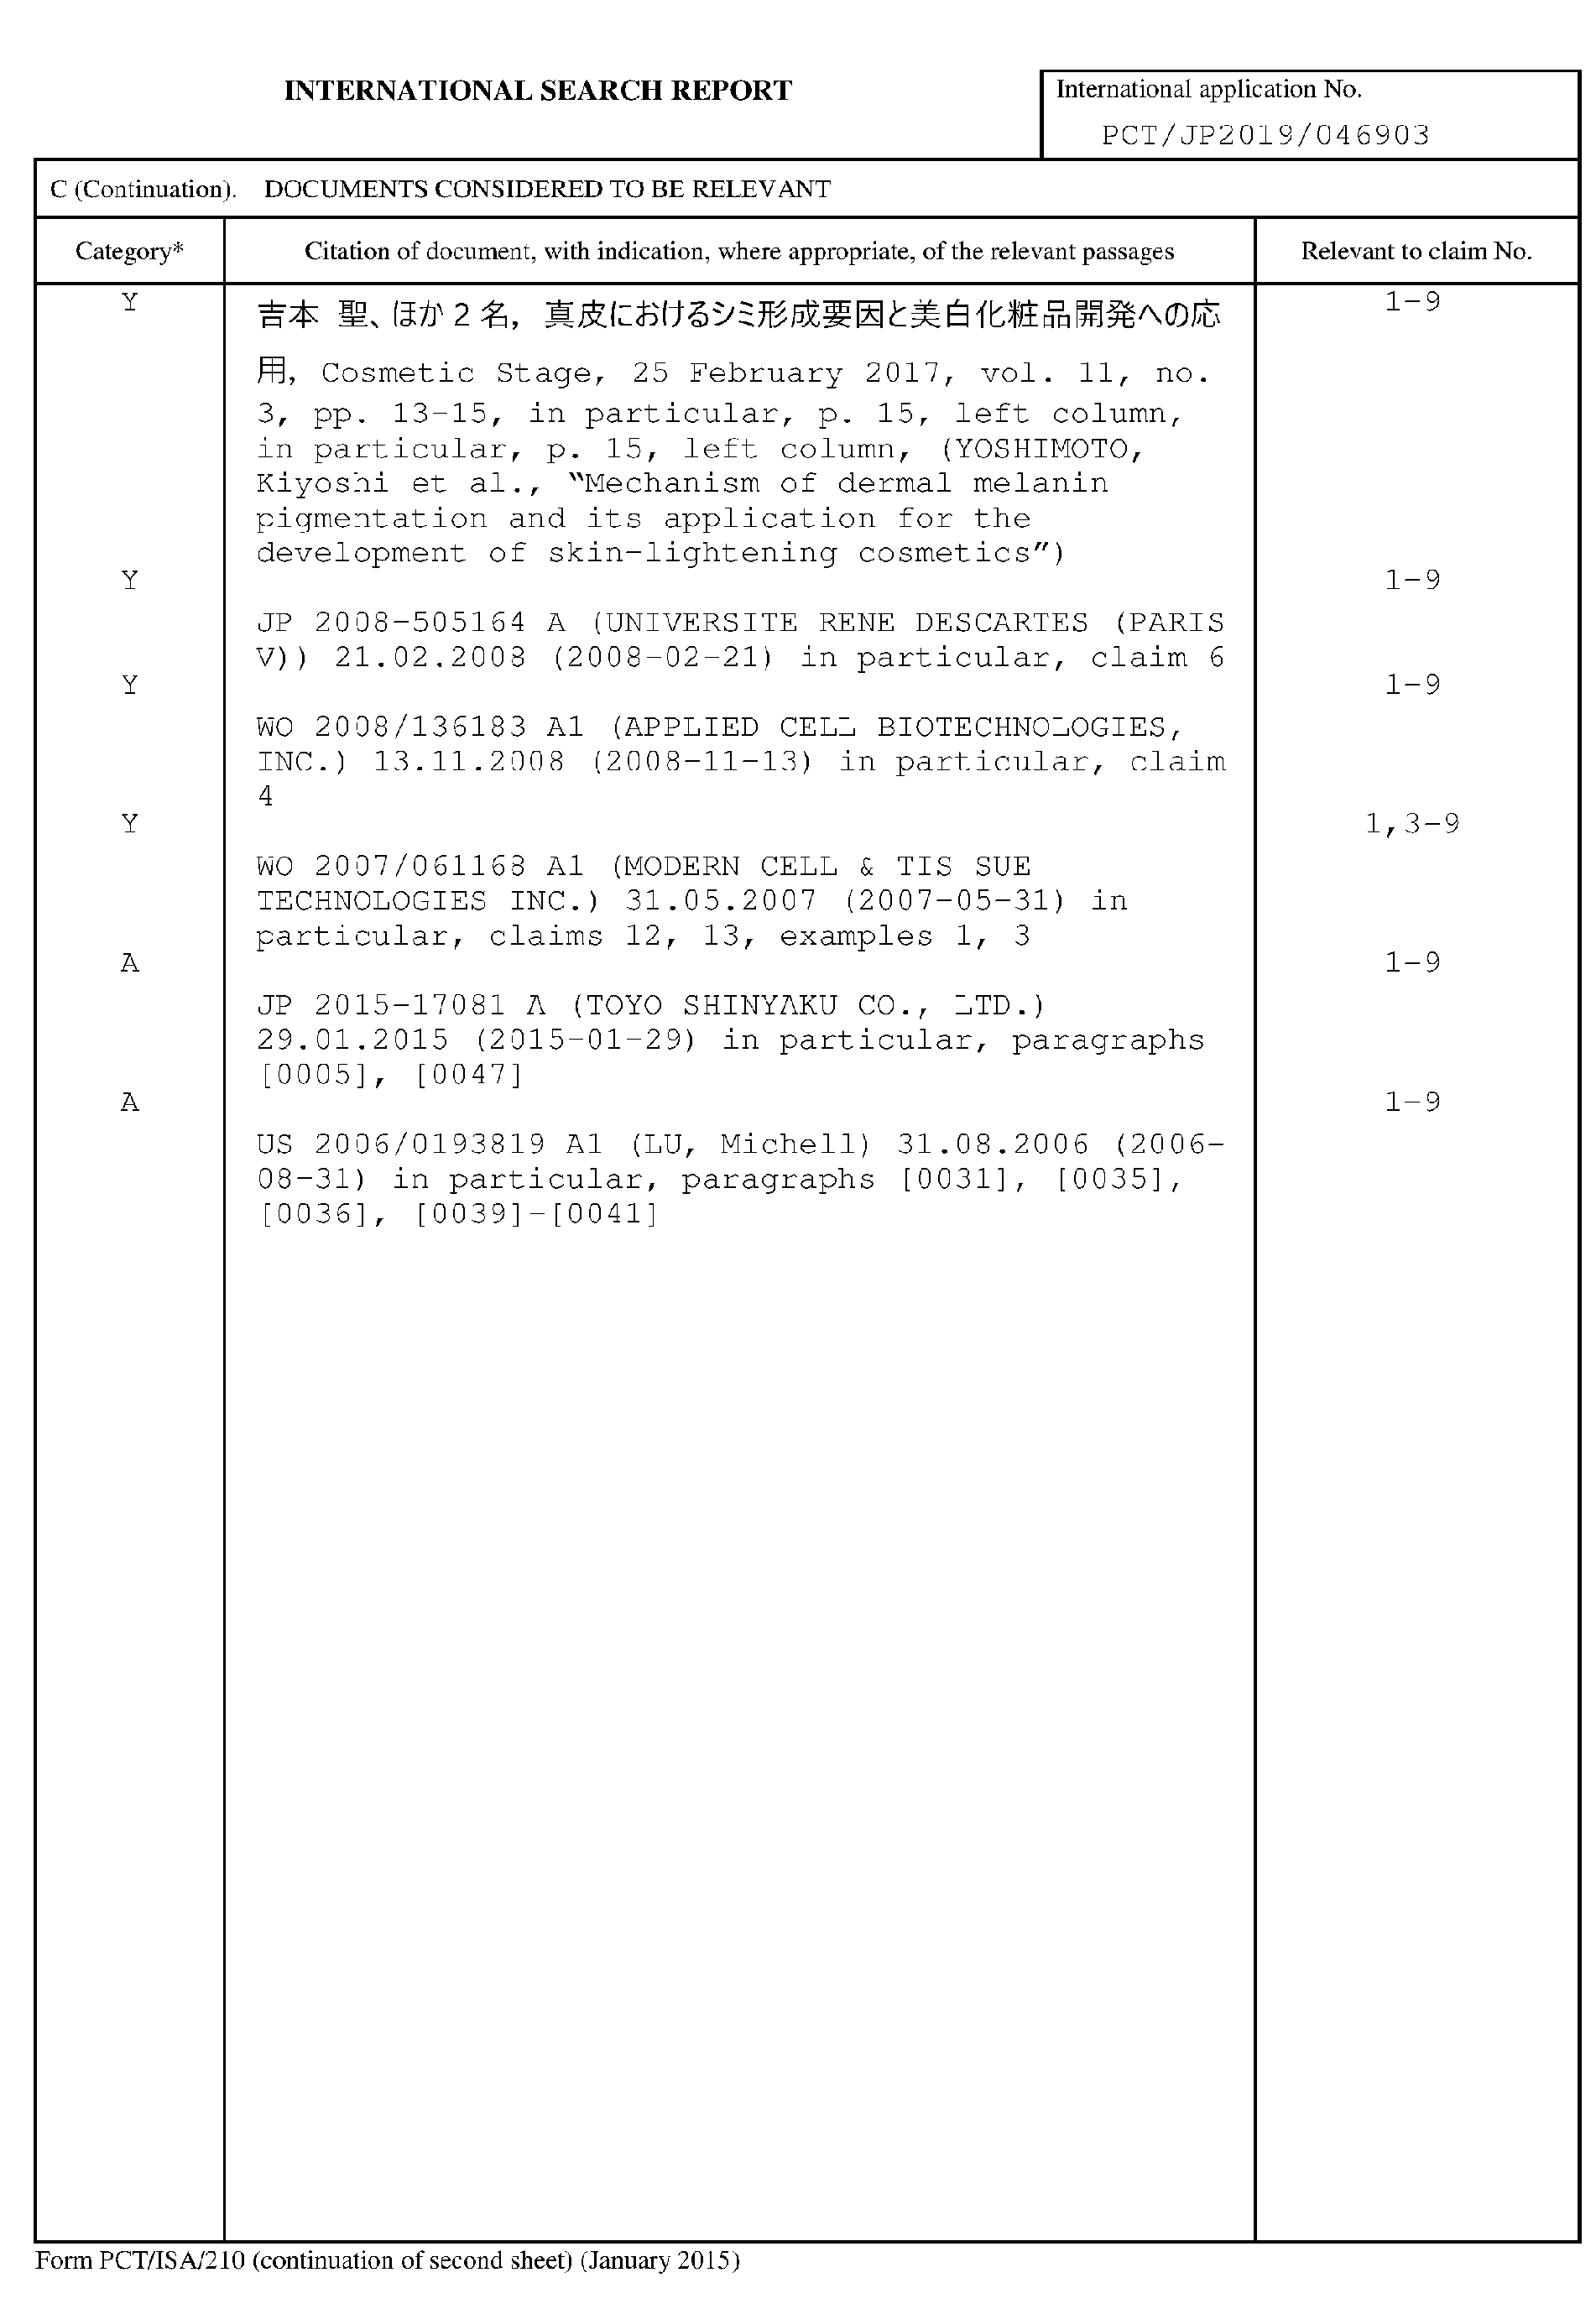 INTERNATIONAL SEARCH REPORT
International application No.
PCT/JP2019/046903
C (Continuation). DOCUMENTS CONSIDERED TO BE RELEVANT
Category* Citation of document, with indication, where appropriate, of the relevant passages Relevant to claim No.
Y 吉本 聖、ほか2名, 真皮におけるシミ形成要因と美白化粧品開発への応 1-9
用, Cosmetic Stage, 25 February 2017, vol. 11, no.
3, pp. 13-15, in particular, p. 15, left column,
in particular, p. 15, left column, (YOSHIMOTO,
Kiyoshi et al., "Mechanism of dermal melanin
pigmentation and its application for the
development of skin-lightening cosmetics")
Y 1-9
JP 2008-505164 A (UNIVERSITE RENE DESCARTES (PARIS
V)) 21.02.2008 (2008-02-21) in particular, claim 6
Y 1-9
WO 2008/136183 A1 (APPLIED CELL BIOTECHNOLOGIES,
INC.) 13.11.2008 (2008-11-13) in particular, claim
4
Y 1,3-9
WO 2007/061168 A1 (MODERN CELL & TIS SUE
TECHNOLOGIES INC.) 31.05.2007 (2007-05-31) in
particular, claims 12, 13, examples 1, 3
A 1-9
JP 2015-17081 A (TOYO SHINYAKU CO., LTD.)
29.01.2015 (2015-01-29) in particular, paragraphs
[0005], [0047]
A 1-9
US 2006/0193819 A1 (LU, Michell) 31.08.2006 (2006-
08-31) in particular, paragraphs [0031], [0035],
[0036], [0039]-[0041]
Form PCT/ISA/210 (continuation of second sheet) (January 2015)